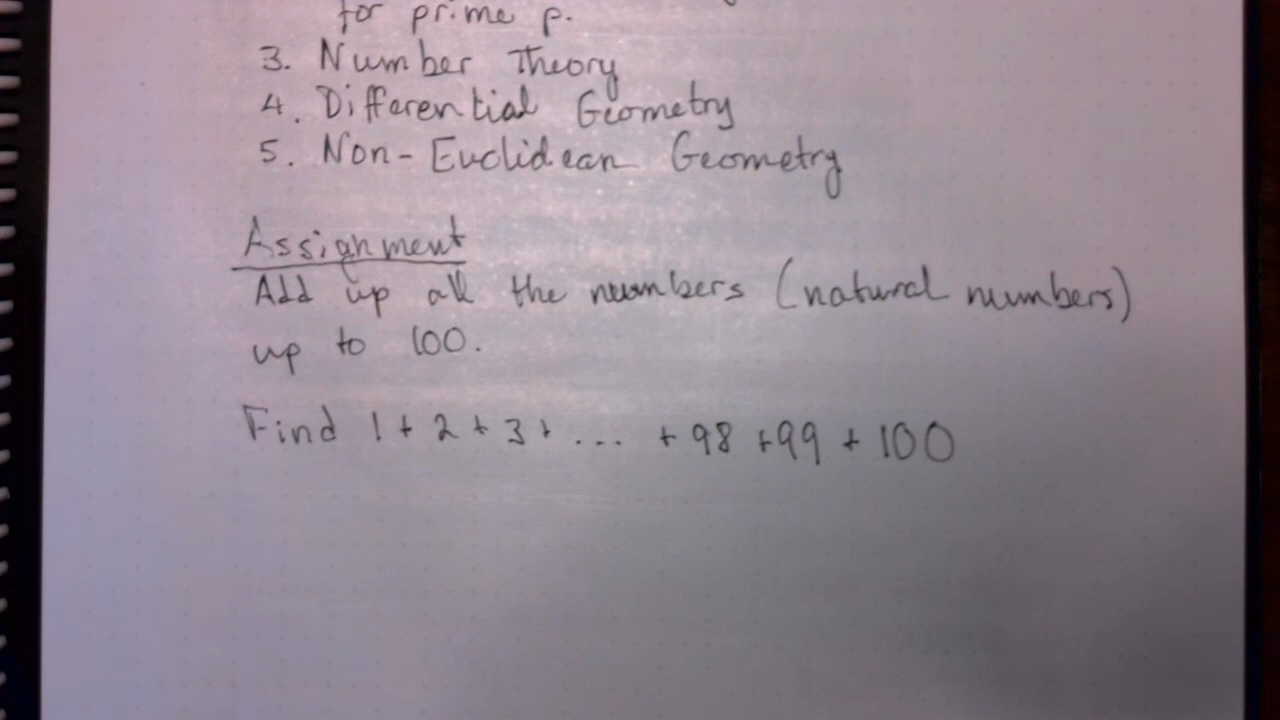 for prime p.
3. Number Theory
4. Differential Geometry
5. Non-Euclidean Geometry
Assignment
Add up all the numbers (natural numbers)
up to 100.
Find 1 + 2 + 3 + ... + 98 + 99 + 100